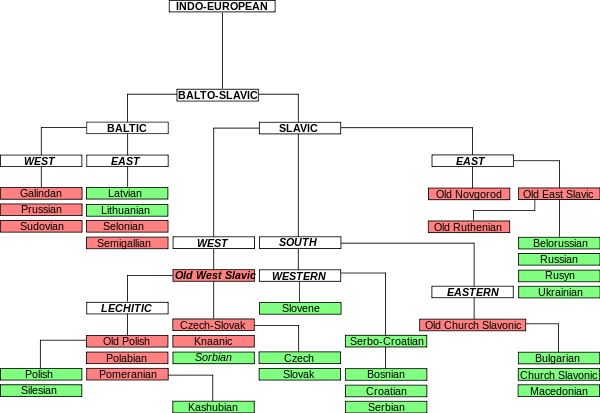 INDO-EUROPEAN
BALTO-SLAVIC
BALTIC
SLAVIC
WEST
EAST
EAST
Galindan
Latvian
Old Novgorod
Old East Slavic
Prussian
Lithuanian
Sudovian
Selonian
Old Ruthenian
Semigallian
WEST
SOUTH
Belorussian
Russian
Old West Slavic
WESTERN
Rusyn
EASTERN
Ukrainian
LECHITIC
Slovene
Czech-Slovak
Old Church Slavonic
Old Polish
Knaanic
Serbo-Croatian
Polabian
Sorbian
Czech
Bulgarian
Polish
Pomeranian
Slovak
Bosnian
Church Slavonic
Silesian
Croatian
Macedonian
Kashubian
Serbian